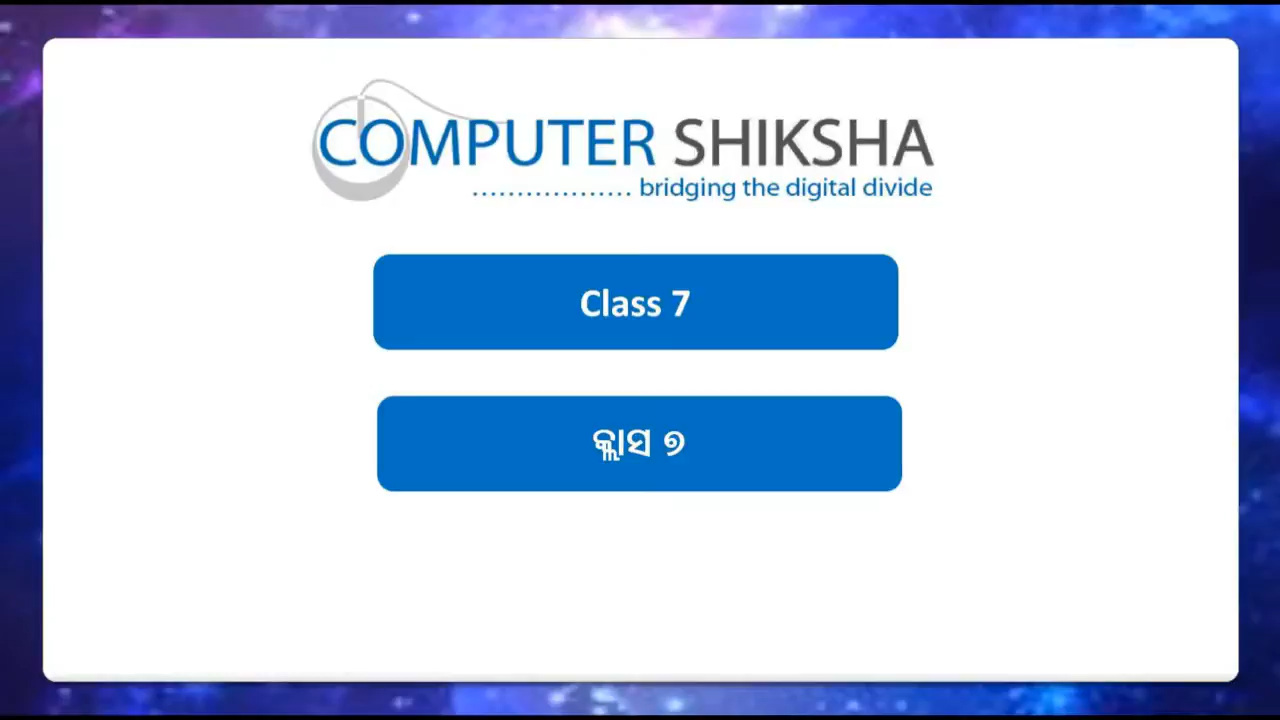 COMPUTER SHIKSHA
.................. bridging the digital divide
Class 7
କ୍ଲାସ ୭